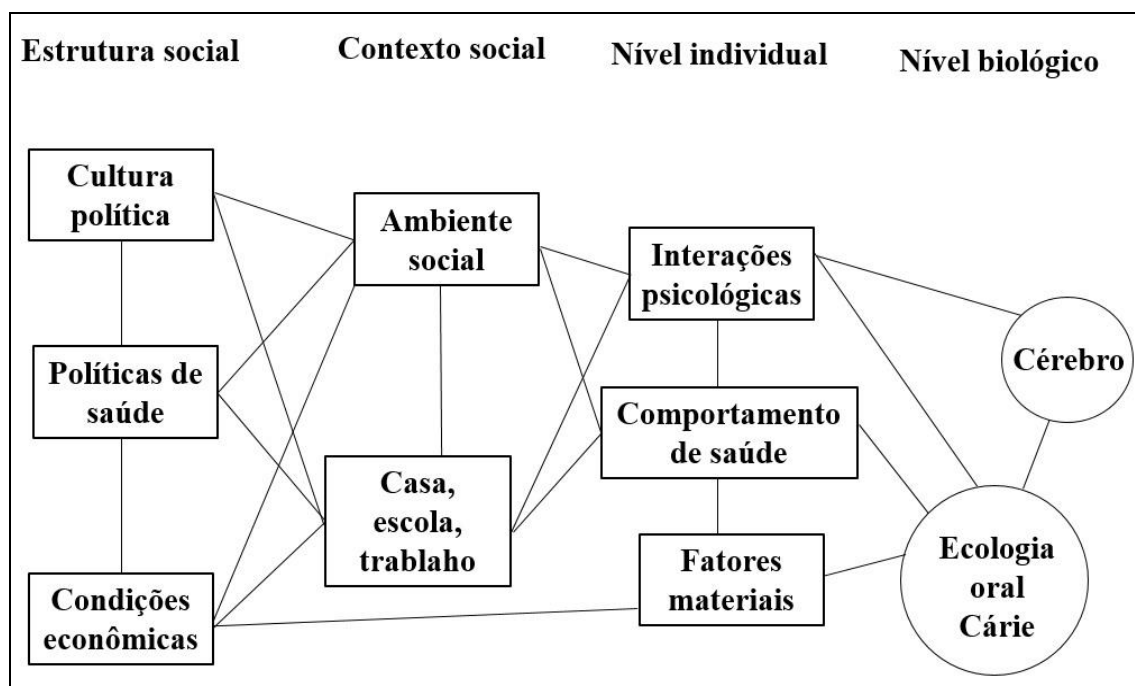 Estrutura social
Contexto social
Nível individual
Nível biológico
Cultura
política
Políticas de
saúde
Condições
econômicas
Ambiente
social
Casa,
escola,
trablaho
Interações
psicológicas
Comportamento
de saúde
Fatores
materiais
Cérebro
Ecologia
oral
Cárie